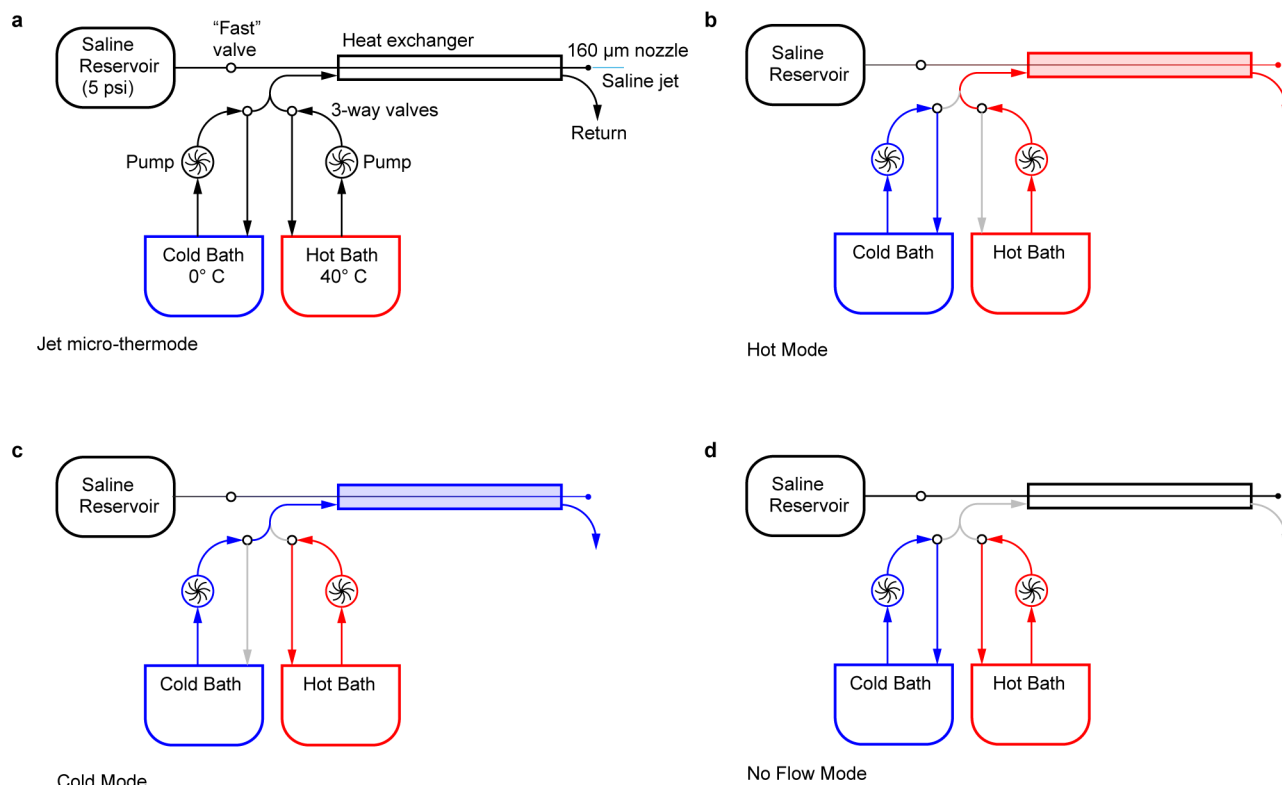 a
Saline
Reservoir
(5 psi)
“Fast”
valve
Heat exchanger
160 µm nozzle
Saline jet
3-way valves
Return
Pump
Pump
Cold Bath
0° C
Hot Bath
40° C
Jet micro-thermode
b
Saline
Reservoir
Cold Bath
Hot Bath
Hot Mode
c
Saline
Reservoir
Cold Bath
Hot Bath
Cold Mode
d
Saline
Reservoir
Cold Bath
Hot Bath
No Flow Mode